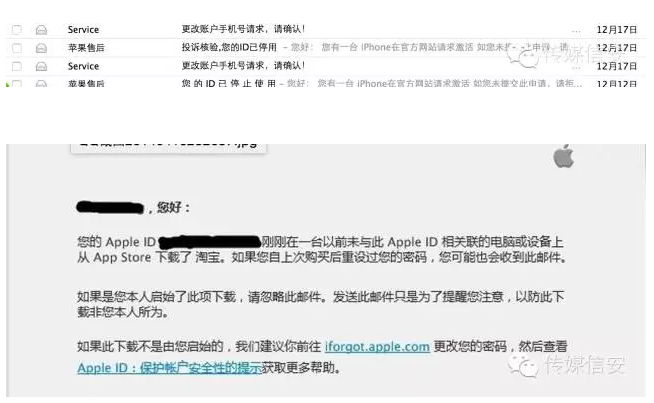 Service 更改账户手机号请求，请确认！ ... 12月17日
苹果售后 投诉核验,您的ID已停用 - 您好： 您有一台 iPhone在官方网站请求激活 如您未提 12月17日
Service 更改账户手机号请求，请确认！ ... 12月17日
苹果售后 您 的 ID 已 停 止 使 用 - 您好： 您有一台 iPhone在官方网站请求激活 如您未提交此申请，请拒... 12月12日
传媒信安
，您好：
您的 Apple ID 刚刚在一台以前未与此 Apple ID 相关联的电脑或设备上
从 App Store 下载了 淘宝。如果您自上次购买后重设过您的密码，您可能也会收到此邮件。
如果是您本人启始了此项下载，请忽略此邮件。发送此邮件只是为了提醒您注意，以防此下
载非您本人所为。
如果此下载不是由您启始的，我们建议你前往 iforgot.apple.com 更改您的密码，然后查看
Apple ID：保护帐户安全性的提示获取更多帮助。
传媒信安